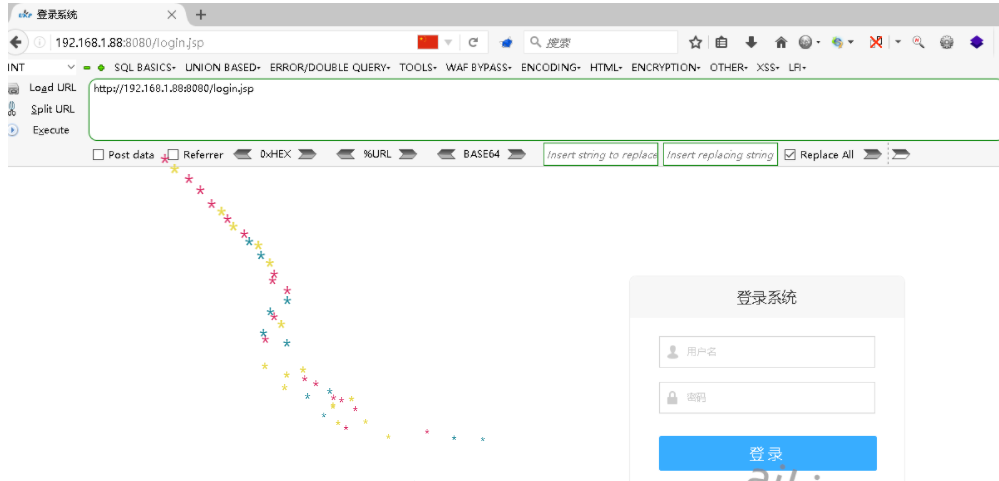 登录系统
192.168.1.88:8080/login.jsp
搜索
INT SQL BASICS UNION BASED ERROR/DOUBLE QUERY TOOLS WAF BYPASS ENCODING HTML ENCRYPTION OTHER XSS LFI
Load URL http://192.168.1.88:8080/login.jsp
Split URL
Execute
Post data Referrer 0xHEX %URL BASE64 Insert string to replace Insert replacing string Replace All
登录系统
用户名
密码
登录